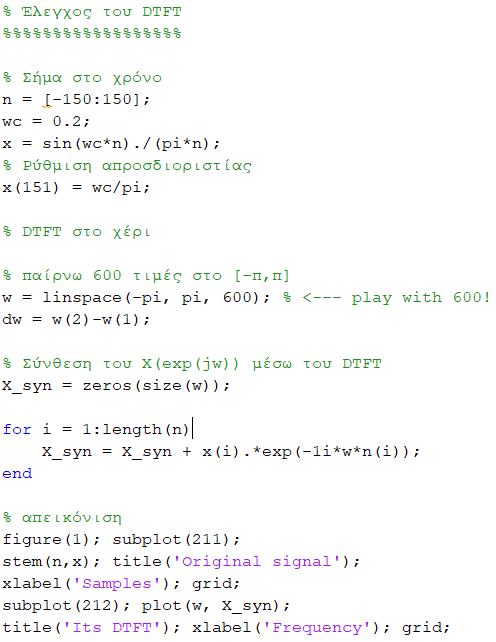 % Έλεγχος του DTFT
%%%%%%%%%%%%%%%%%%
% Σήμα στο χρόνο
n = [-150:150];
wc = 0.2;
x = sin(wc*n)./(pi*n);
% Ρύθμιση απροσδιοριστίας
x(151) = wc/pi;
% DTFT στο χέρι
% παίρνω 600 τιμές στο [-π,π]
w = linspace(-pi, pi, 600); % <--- play with 600!
dw = w(2)-w(1);
% Σύνθεση του X(exp(jw)) μέσω του DTFT
X_syn = zeros(size(w));
for i = 1:length(n)
X_syn = X_syn + x(i).*exp(-1i*w*n(i));
end
% απεικόνιση
figure(1); subplot(211);
stem(n,x); title('Original signal');
xlabel('Samples'); grid;
subplot(212); plot(w, X_syn);
title('Its DTFT'); xlabel('Frequency'); grid;